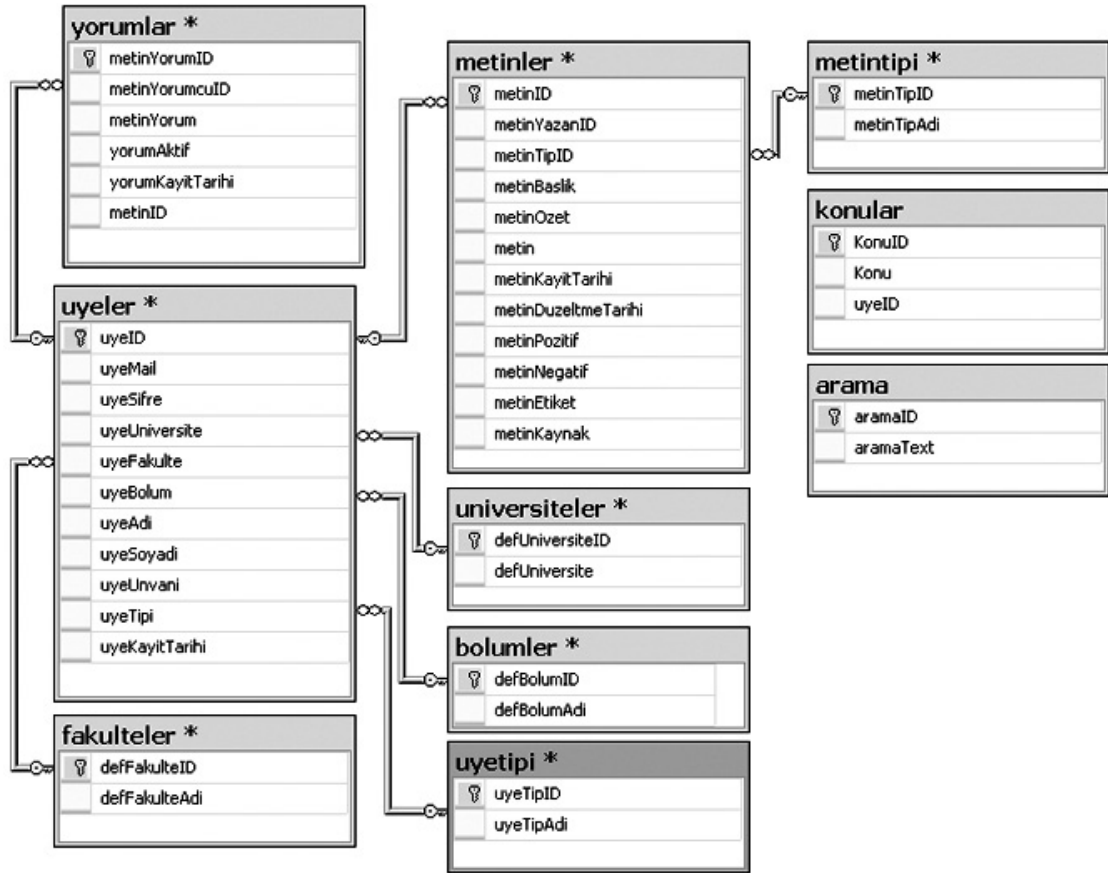 yorumlar *
metinYorumID
metinYorumcuID
metinYorum
yorumAktif
yorumKayitTarihi
metinID
uyeler *
uyeID
uyeMail
uyeSifre
uyeUniversite
uyeFakulte
uyeBolum
uyeAdi
uyeSoyadi
uyeUnvani
uyeTipi
uyeKayitTarihi
fakulteler *
defFakulteID
defFakulteAdi
metinler *
metinID
metinYazanID
metinTipID
metinBaslik
metinOzet
metin
metinKayitTarihi
metinDuzeltmeTarihi
metinPozitif
metinNegatif
metinEtiket
metinKaynak
universiteler *
defUniversiteID
defUniversite
bolumler *
defBolumID
defBolumAdi
uyetipi *
uyeTipID
uyeTipAdi
metintipi *
metinTipID
metinTipAdi
konular
KonuID
Konu
uyeID
arama
aramaID
aramaText